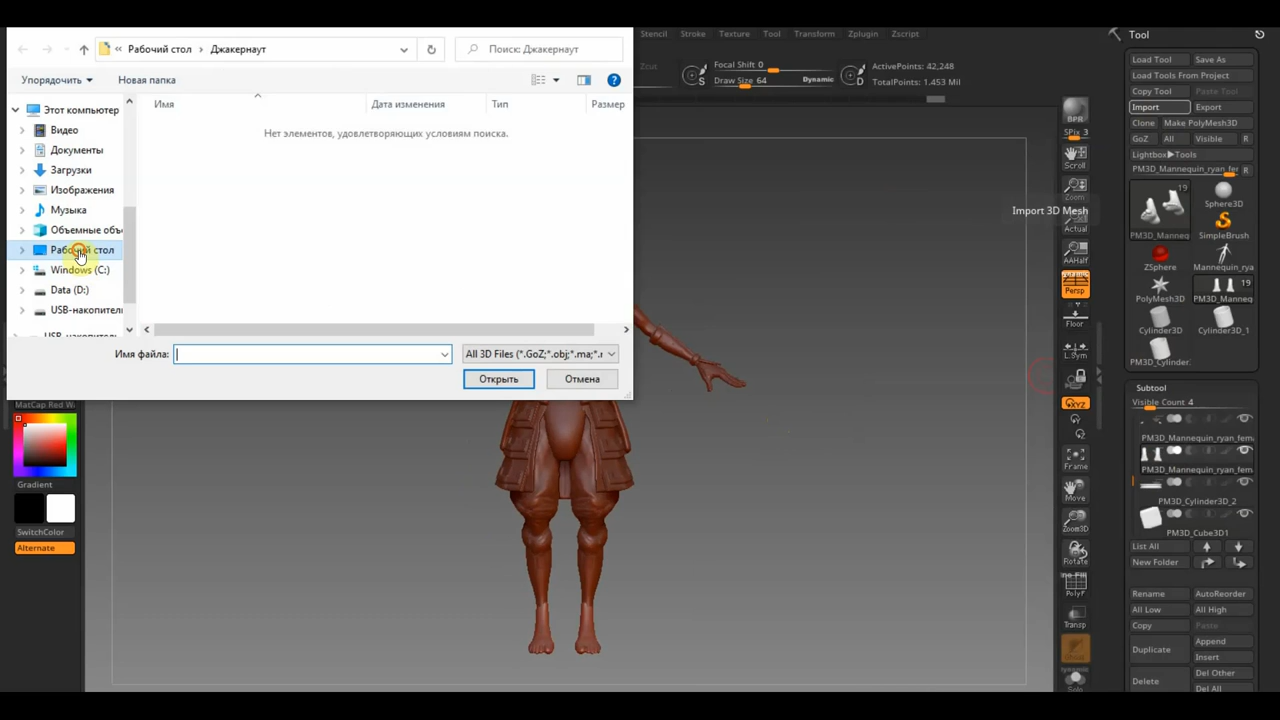 Рабочий стол
Джакернаут
Поиск: Джакернаут
Упорядочить
Новая папка
Имя
Дата изменения
Тип
Размер
Нет элементов, удовлетворяющих условиям поиска.
Этот компьютер
Видео
Документы
Загрузки
Изображения
Музыка
Объемные объ
Рабочий стол
Windows (C:)
Data (D:)
USB-накопител
Имя файла:
All 3D Files (*.GoZ;*.obj;*.ma;*.r
Открыть
Отмена
Stencil Stroke Texture Tool Transform Zplugin Zscript
Zcut
Focal Shift 0
Draw Size 64
Dynamic
ActivePoints: 42,248
TotalPoints: 1.453 Mil
MatCap Red W
Gradient
SwitchColor
Alternate
Import 3D Mesh
BPR
SPix 3
Scroll
Zoom
Actual
AAHalf
Persp
Floor
L.Sym
XYZ
Frame
Move
Zoom3D
Rotate
PolyF
Transp
Solo
Tool
Load Tool Save As
Load Tools From Project
Copy Tool Paste Tool
Import Export
Clone Make PolyMesh3D
GoZ All Visible R
Lightbox▶Tools
PM3D_Mannequin_ryan_fer R
19
Sphere3D
PM3D_Manneq
SimpleBrush
ZSphere
Mannequin_rya
19
PolyMesh3D
PM3D_Manneq
Cylinder3D
Cylinder3D_1
PM3D_Cylinder.
Subtool
Visible Count 4
PM3D_Mannequin_ryan_fema
PM3D_Mannequin_ryan_fema
PM3D_Cylinder3D_2
PM3D_Cube3D1
List All
New Folder
Rename AutoReorder
All Low All High
Copy Paste
Duplicate
Append
Insert
Delete
Del Other
Del All